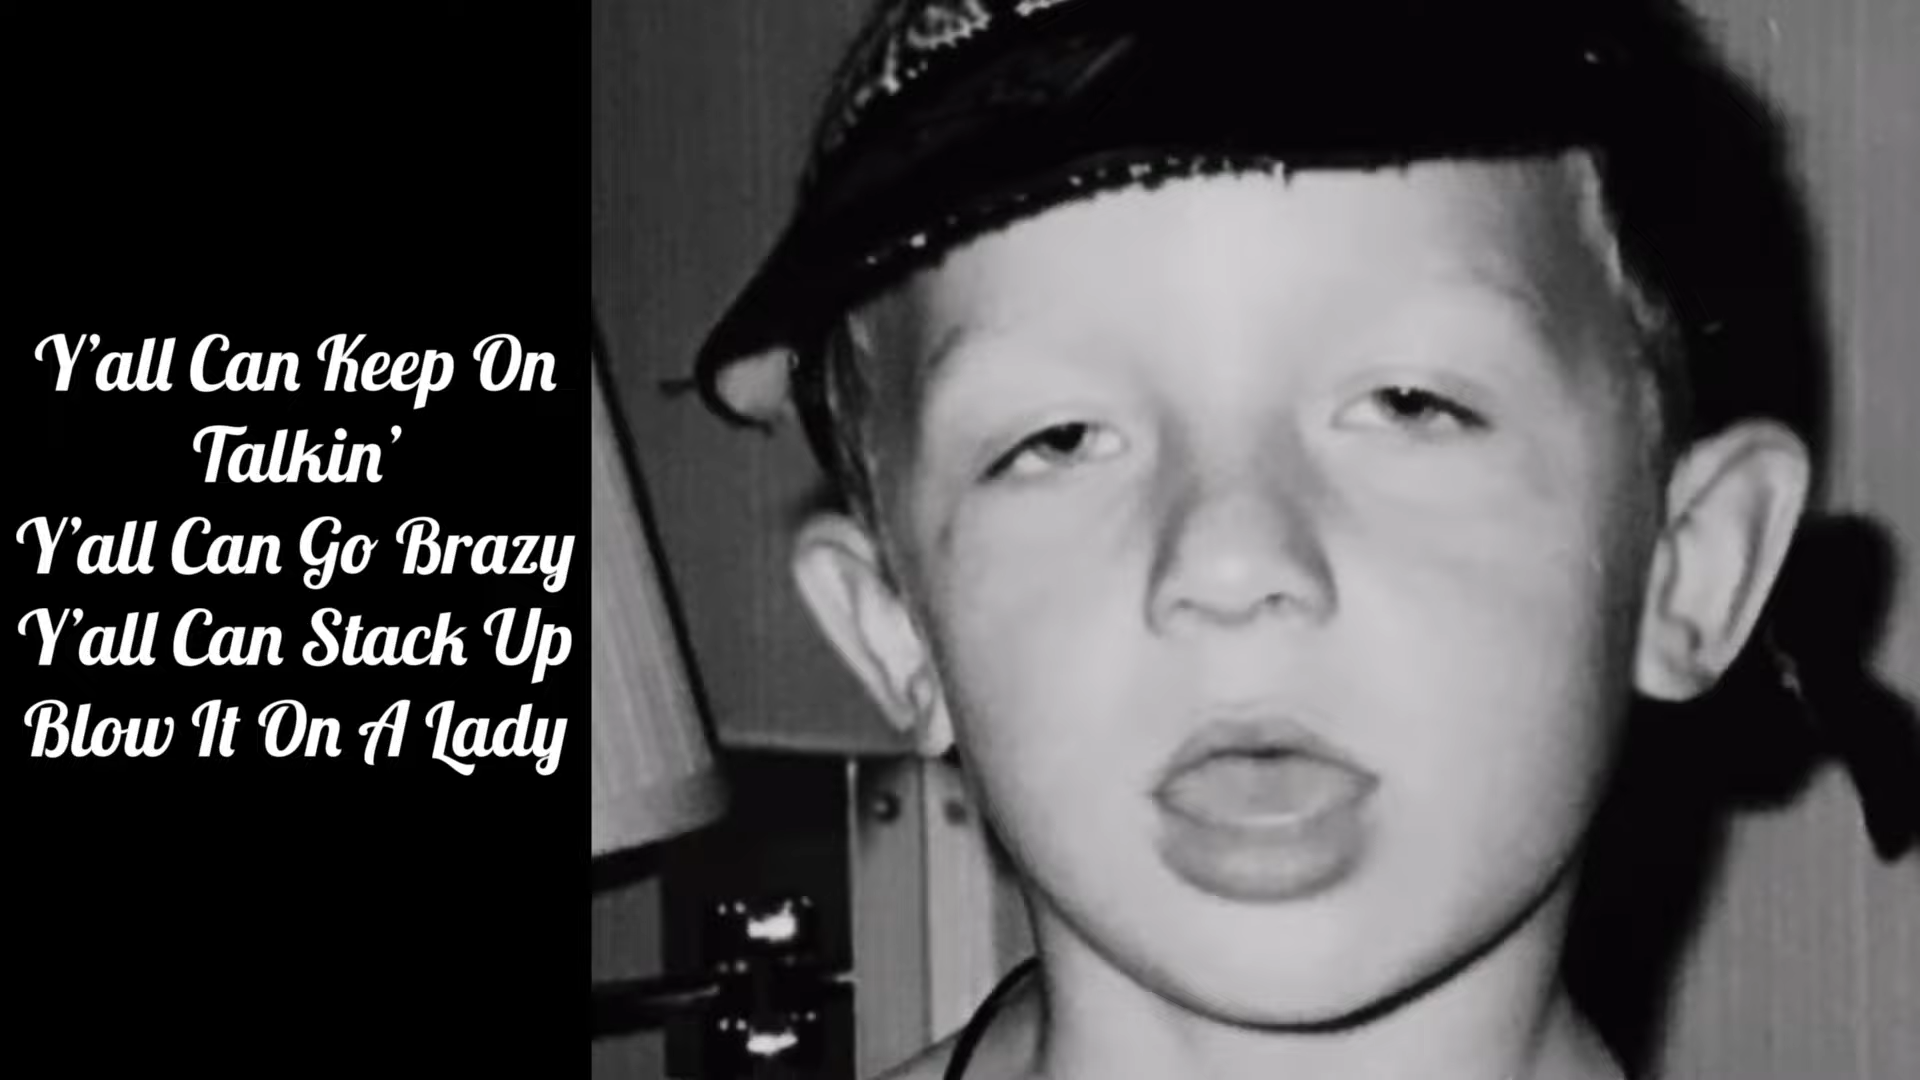 Y'all Can Keep On
Talkin'
Y'all Can Go Brazy
Y'all Can Stack Up
Blow It On A Lady